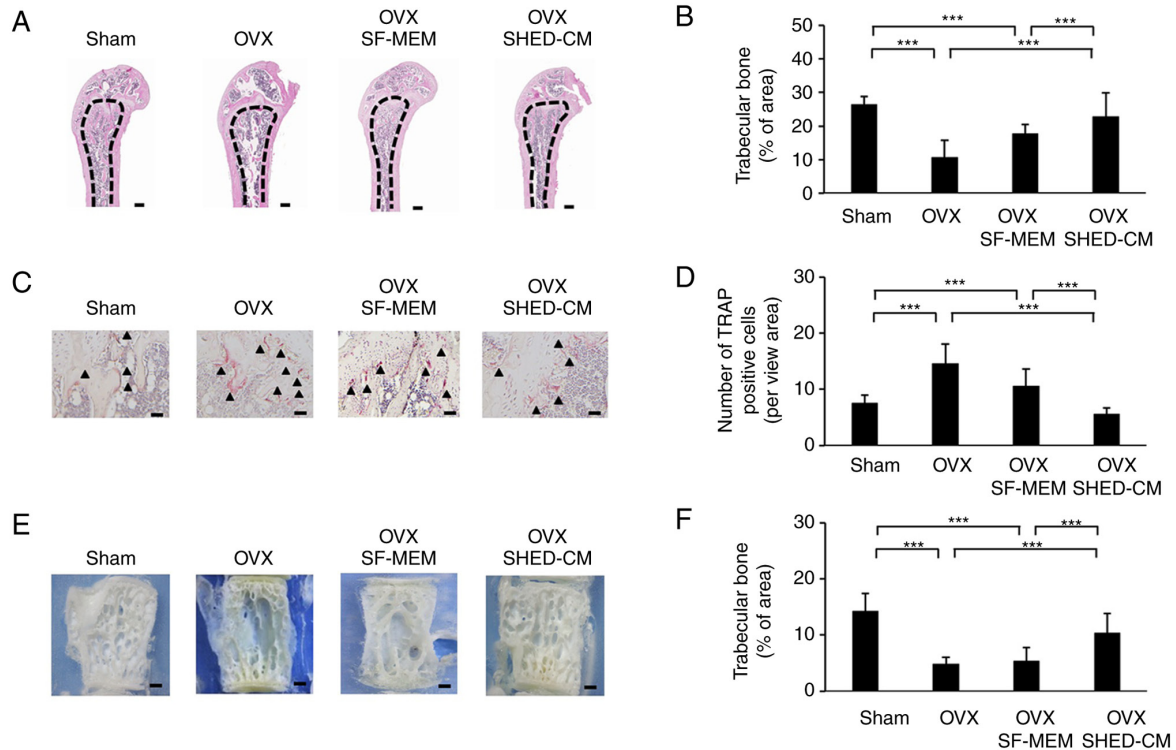 A
Sham
OVX
OVX
SF-MEM
OVX
SHED-CM
B
Trabecular bone
(% of area)
50
40
30
20
10
0
***
***
***
***
Sham
OVX
OVX
SF-MEM
OVX
SHED-CM
C
Sham
OVX
OVX
SF-MEM
OVX
SHED-CM
D
Number of TRAP
positive cells
(per view area)
30
20
10
0
***
***
***
***
Sham
OVX
OVX
SF-MEM
OVX
SHED-CM
E
Sham
OVX
OVX
SF-MEM
OVX
SHED-CM
F
Trabecular bone
(% of area)
30
20
10
0
***
***
***
***
Sham
OVX
OVX
SF-MEM
OVX
SHED-CM